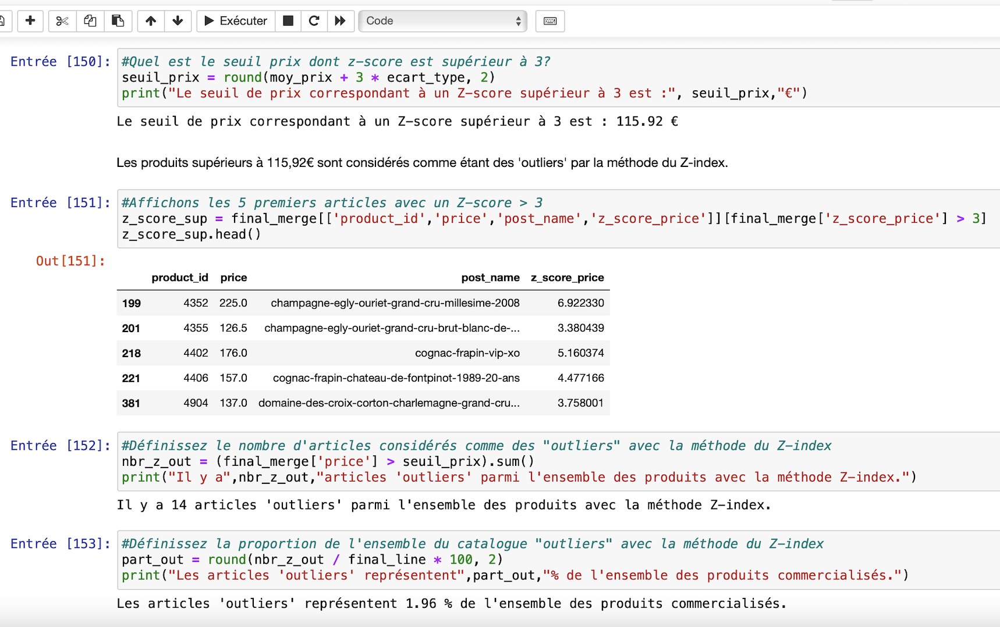 Exécuter
Code
Entrée [150]:
#Quel est le seuil prix dont z-score est supérieur à 3?
seuil_prix = round(moy_prix + 3 * ecart_type, 2)
print("Le seuil de prix correspondant à un Z-score supérieur à 3 est :", seuil_prix,"€")
Le seuil de prix correspondant à un Z-score supérieur à 3 est : 115.92 €
Les produits supérieurs à 115,92€ sont considérés comme étant des 'outliers' par la méthode du Z-index.
Entrée [151]:
#Affichons les 5 premiers articles avec un Z-score > 3
z_score_sup = final_merge[['product_id','price','post_name','z_score_price']][final_merge['z_score_price'] > 3]
z_score_sup.head()
Out[151]:
product_id price post_name z_score_price
199 4352 225.0 champagne-egly-ouriet-grand-cru-millesime-2008 6.922330
201 4355 126.5 champagne-egly-ouriet-grand-cru-brut-blanc-de-... 3.380439
218 4402 176.0 cognac-frapin-vip-xo 5.160374
221 4406 157.0 cognac-frapin-chateau-de-fontpinot-1989-20-ans 4.477166
381 4904 137.0 domaine-des-croix-corton-charlemagne-grand-cru... 3.758001
Entrée [152]:
#Définissez le nombre d'articles considérés comme des "outliers" avec la méthode du Z-index
nbr_z_out = (final_merge['price'] > seuil_prix).sum()
print("Il y a",nbr_z_out,"articles 'outliers' parmi l'ensemble des produits avec la méthode Z-index.")
Il y a 14 articles 'outliers' parmi l'ensemble des produits avec la méthode Z-index.
Entrée [153]:
#Définissez la proportion de l'ensemble du catalogue "outliers" avec la méthode du Z-index
part_out = round(nbr_z_out / final_line * 100, 2)
print("Les articles 'outliers' représentent",part_out,"% de l'ensemble des produits commercialisés.")
Les articles 'outliers' représentent 1.96 % de l'ensemble des produits commercialisés.